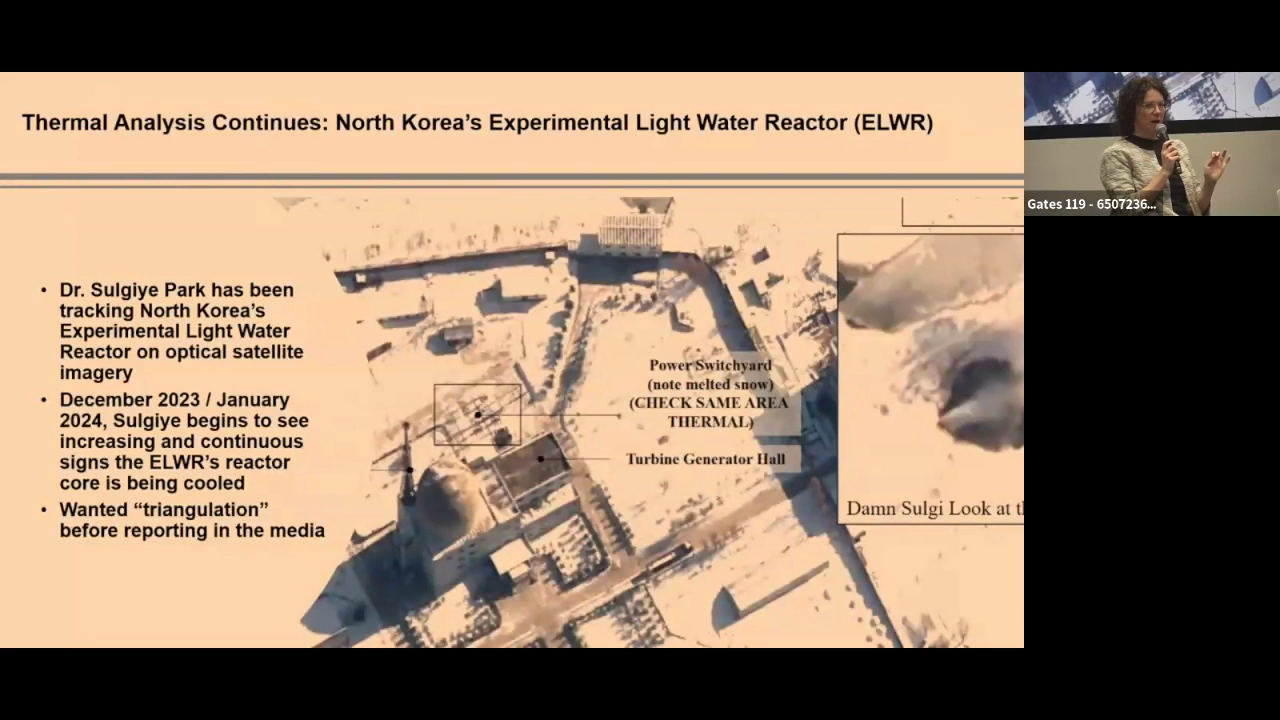 Thermal Analysis Continues: North Korea’s Experimental Light Water Reactor (ELWR)
• Dr. Sulgiye Park has been
tracking North Korea’s
Experimental Light Water
Reactor on optical satellite
imagery
• December 2023 / January
2024, Sulgiye begins to see
increasing and continuous
signs the ELWR’s reactor
core is being cooled
• Wanted “triangulation”
before reporting in the media
Power Switchyard
(note melted snow)
(CHECK SAME AREA
THERMAL)
Turbine Generator Hall
Damn Sulgi Look at
Gates 119 - 6507236...